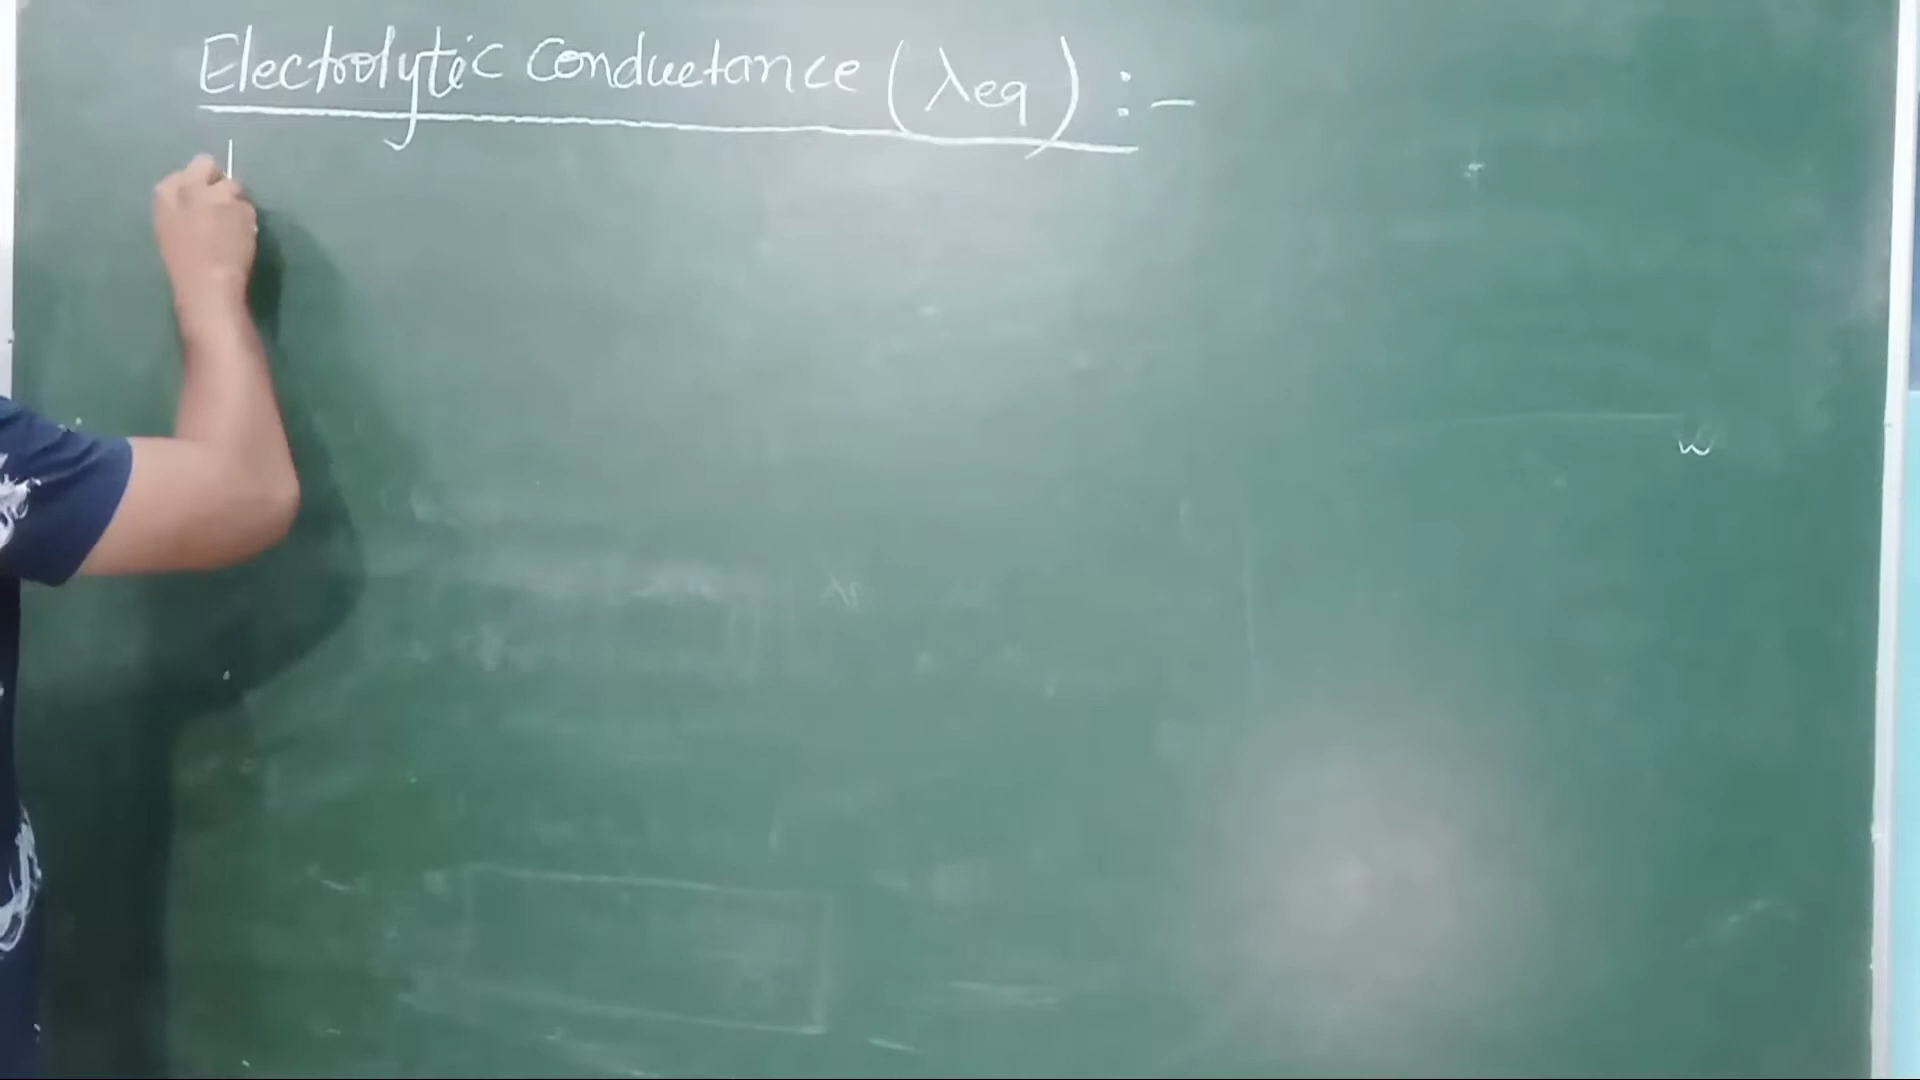 Electrolytic Conductance (λeq) :-